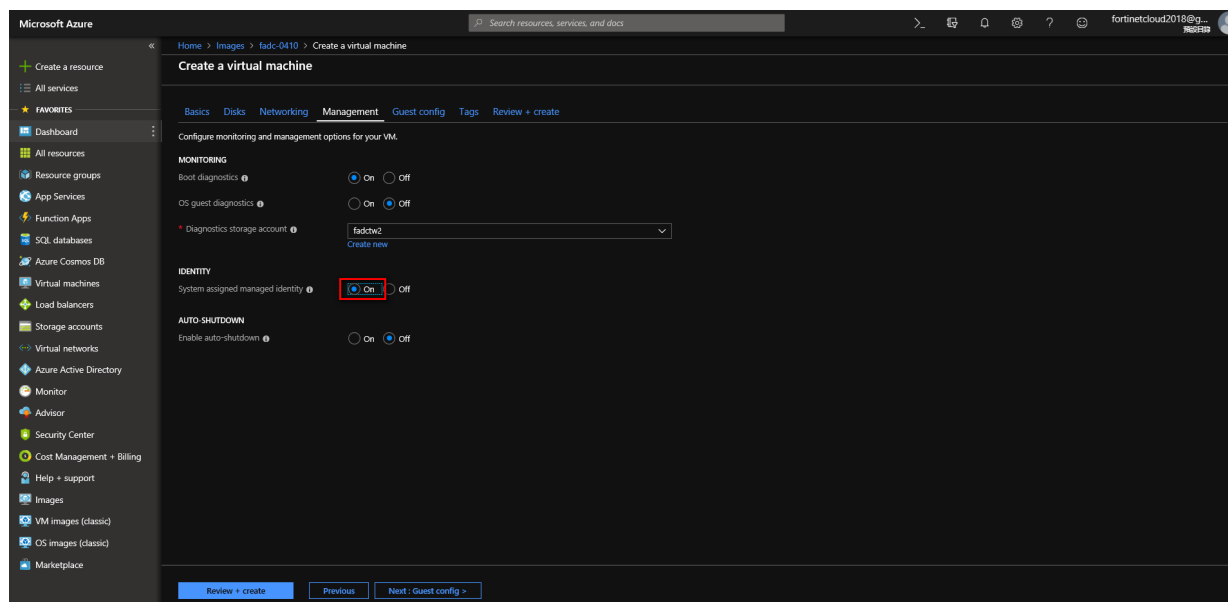 Microsoft Azure
Search resources, services, and docs
fortinetcloud2018@g...
預設目錄
«
Home > Images > fadc-0410 > Create a virtual machine
Create a virtual machine
Create a resource
All services
FAVORITES
Dashboard
All resources
Resource groups
App Services
Function Apps
SQL databases
Azure Cosmos DB
Virtual machines
Load balancers
Storage accounts
Virtual networks
Azure Active Directory
Monitor
Advisor
Security Center
Cost Management + Billing
Help + support
Images
VM images (classic)
OS images (classic)
Marketplace
Basics Disks Networking Management Guest config Tags Review + create
Configure monitoring and management options for your VM.
MONITORING
Boot diagnostics On Off
OS guest diagnostics On Off
* Diagnostics storage account fadctw2
Create new
IDENTITY
System assigned managed identity On Off
AUTO-SHUTDOWN
Enable auto-shutdown On Off
Review + create Previous Next : Guest config >